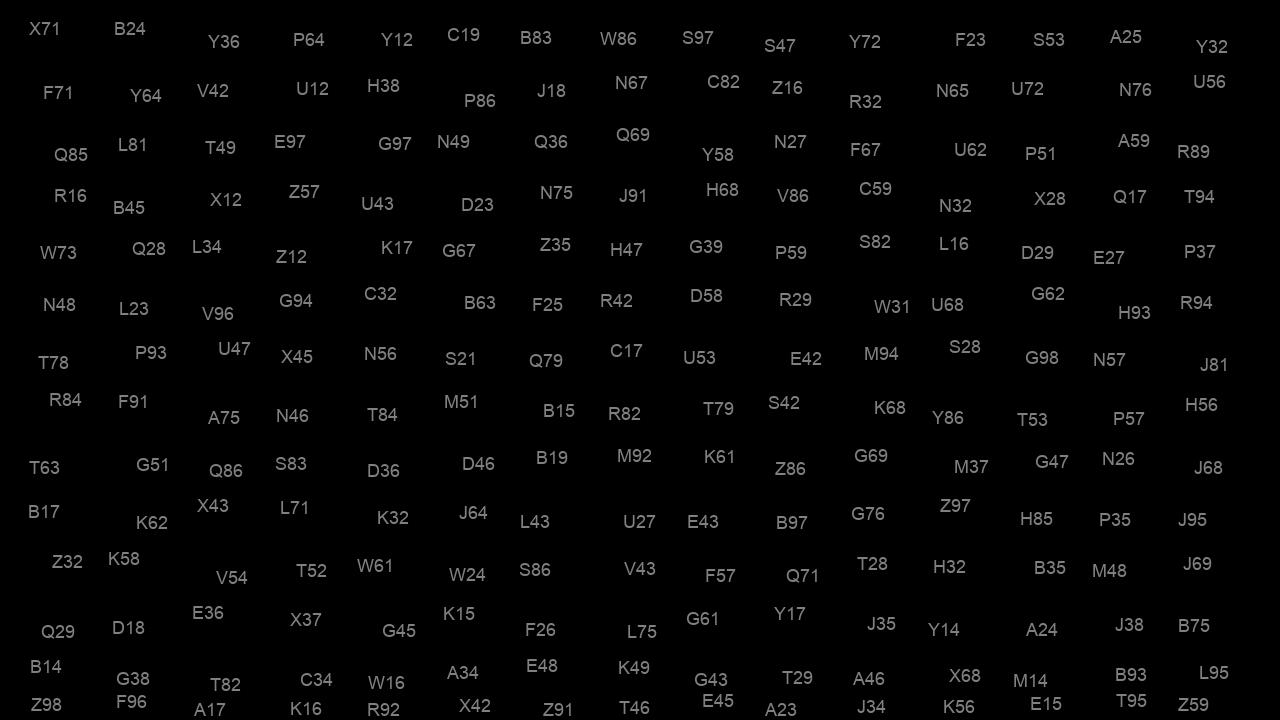 X71 B24 Y36 P64 Y12 C19 B83 W86 S97 S47 Y72 F23 S53 A25 Y32
F71 Y64 V42 U12 H38 P86 J18 N67 C82 Z16 R32 N65 U72 N76 U56
Q85 L81 T49 E97 G97 N49 Q36 Q69 Y58 N27 F67 U62 P51 A59 R89
R16 B45 X12 Z57 U43 D23 N75 J91 H68 V86 C59 N32 X28 Q17 T94
W73 Q28 L34 Z12 K17 G67 Z35 H47 G39 P59 S82 L16 D29 E27 P37
N48 L23 V96 G94 C32 B63 F25 R42 D58 R29 W31 U68 G62 H93 R94
T78 P93 U47 X45 N56 S21 Q79 C17 U53 E42 M94 S28 G98 N57 J81
R84 F91 A75 N46 T84 M51 B15 R82 T79 S42 K68 Y86 T53 P57 H56
T63 G51 Q86 S83 D36 D46 B19 M92 K61 Z86 G69 M37 G47 N26 J68
B17 K62 X43 L71 K32 J64 L43 U27 E43 B97 G76 Z97 H85 P35 J95
Z32 K58 V54 T52 W61 W24 S86 V43 F57 Q71 T28 H32 B35 M48 J69
Q29 D18 E36 X37 G45 K15 F26 L75 G61 Y17 J35 Y14 A24 J38 B75
B14 G38 T82 C34 W16 A34 E48 K49 G43 T29 A46 X68 M14 B93 L95
Z98 F96 A17 K16 R92 X42 Z91 T46 E45 A23 J34 K56 E15 T95 Z59